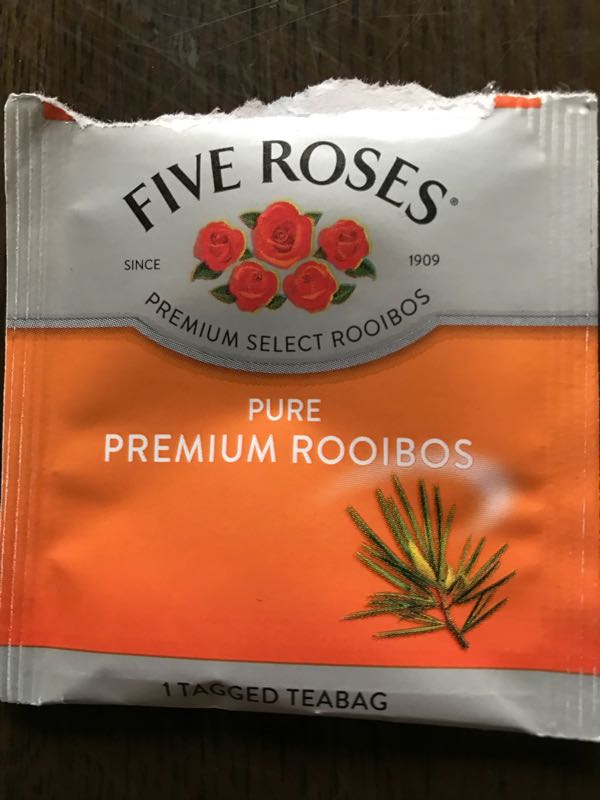 FIVE ROSES®
SINCE 1909
PREMIUM SELECT ROOIBOS
PURE
PREMIUM ROOIBOS
1 TAGGED TEABAG